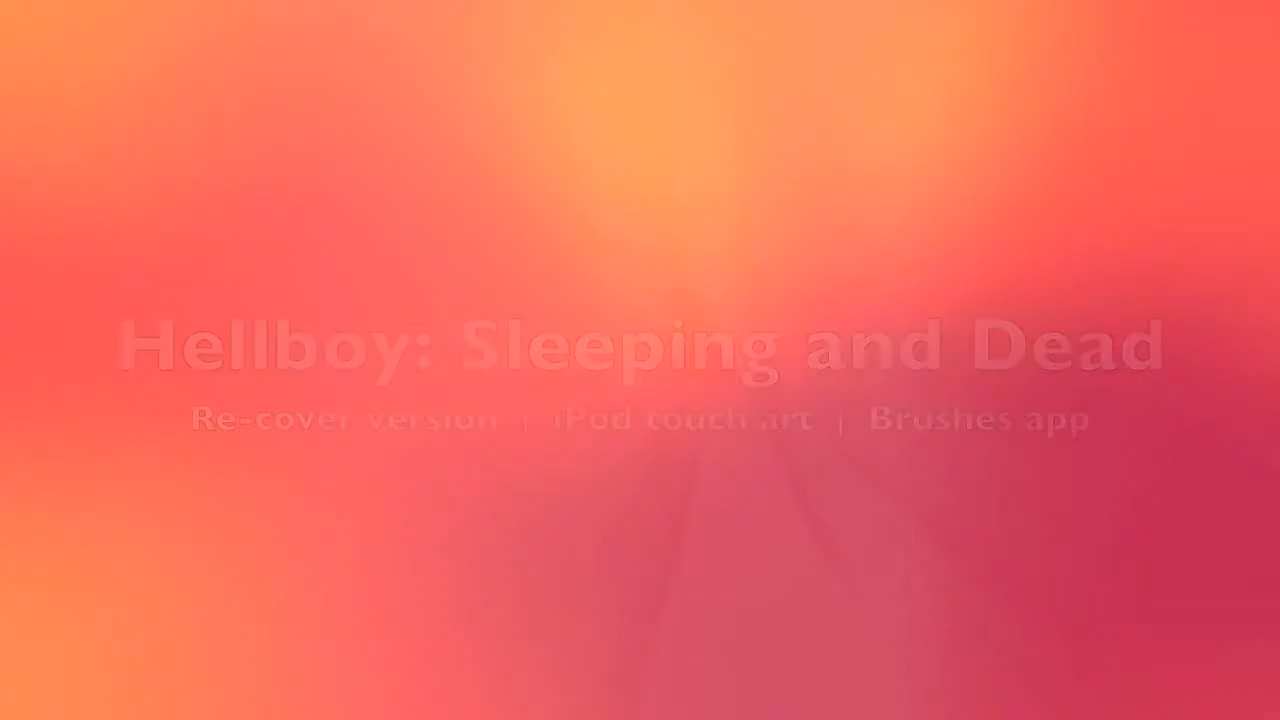 Hellboy: Sleeping and Dead
Re-cover version | iPod touch art | Brushes app